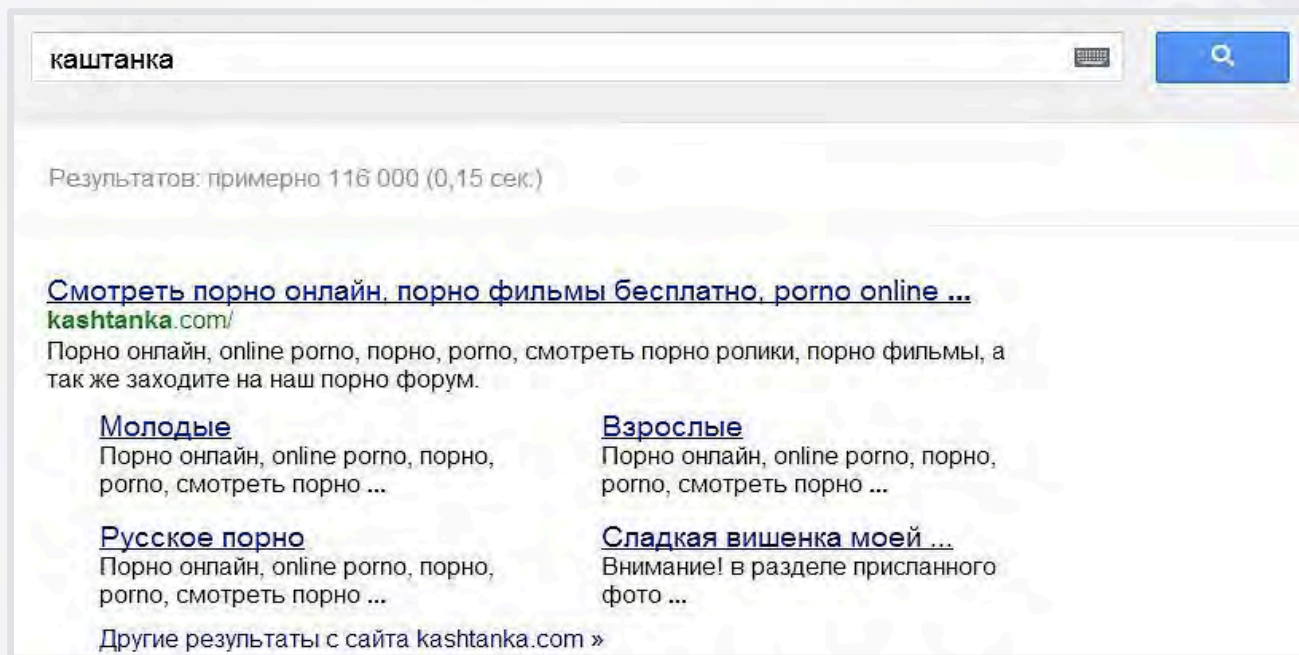 каштанка
Результатов: примерно 116 000 (0,15 сек.)
Смотреть порно онлайн, порно фильмы бесплатно, porno online ...
kashtanka.com/
Порно онлайн, online porno, порно, porno, смотреть порно ролики, порно фильмы, а
так же заходите на наш порно форум.
Молодые
Порно онлайн, online porno, порно,
porno, смотреть порно ...
Взрослые
Порно онлайн, online porno, порно,
porno, смотреть порно ...
Русское порно
Порно онлайн, online porno, порно,
porno, смотреть порно ...
Сладкая вишенка моей ...
Внимание! в разделе присланного
фото ...
Другие результаты с сайта kashtanka.com »